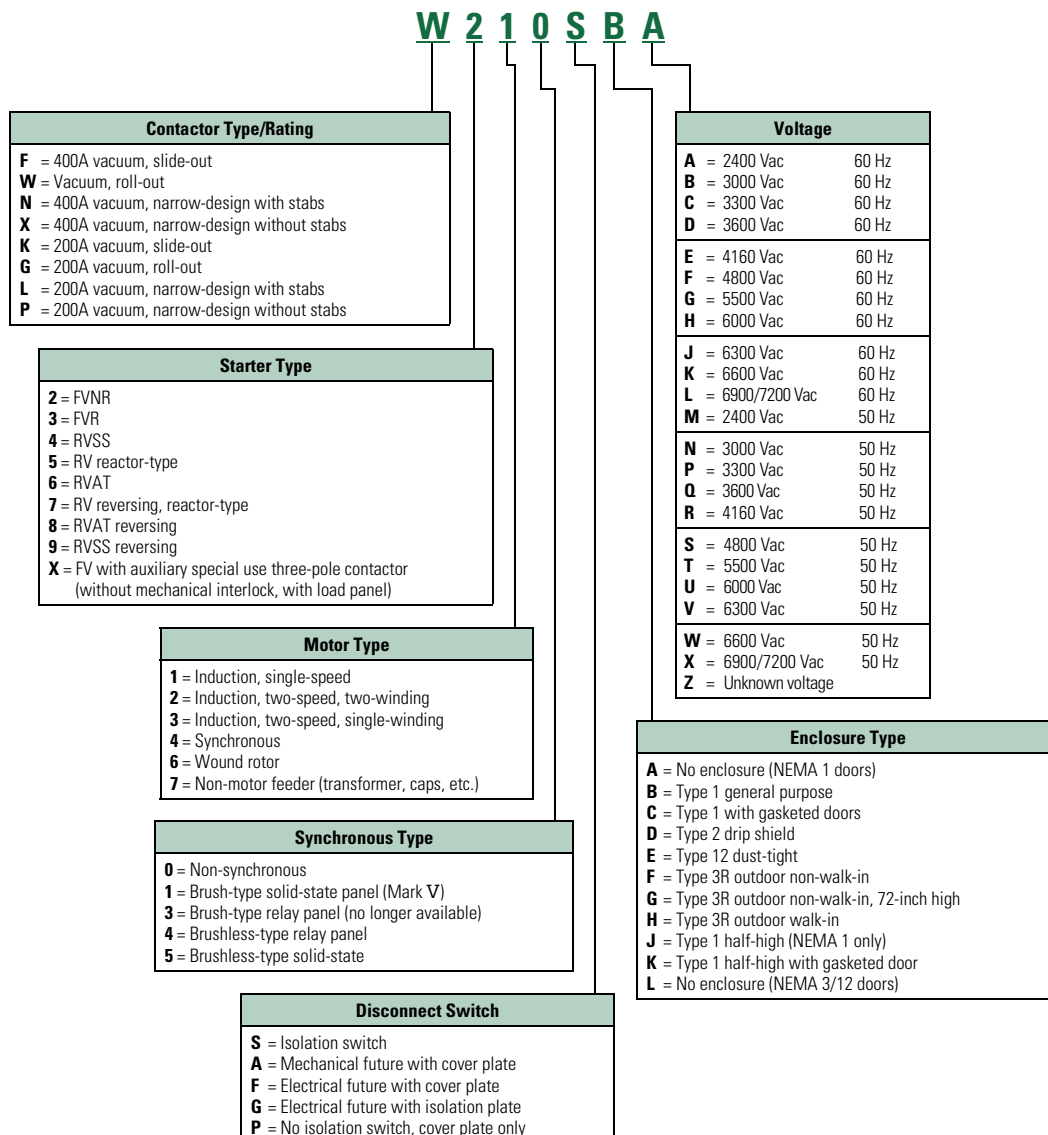 W 2 1 0 S B A
Contactor Type/Rating
F = 400A vacuum, slide-out
W = Vacuum, roll-out
N = 400A vacuum, narrow-design with stabs
X = 400A vacuum, narrow-design without stabs
K = 200A vacuum, slide-out
G = 200A vacuum, roll-out
L = 200A vacuum, narrow-design with stabs
P = 200A vacuum, narrow-design without stabs
Starter Type
2 = FVNR
3 = FVR
4 = RVSS
5 = RV reactor-type
6 = RVAT
7 = RV reversing, reactor-type
8 = RVAT reversing
9 = RVSS reversing
X = FV with auxiliary special use three-pole contactor
(without mechanical interlock, with load panel)
Motor Type
1 = Induction, single-speed
2 = Induction, two-speed, two-winding
3 = Induction, two-speed, single-winding
4 = Synchronous
6 = Wound rotor
7 = Non-motor feeder (transformer, caps, etc.)
Synchronous Type
0 = Non-synchronous
1 = Brush-type solid-state panel (Mark V)
3 = Brush-type relay panel (no longer available)
4 = Brushless-type relay panel
5 = Brushless-type solid-state
Disconnect Switch
S = Isolation switch
A = Mechanical future with cover plate
F = Electrical future with cover plate
G = Electrical future with isolation plate
P = No isolation switch, cover plate only
Voltage
A = 2400 Vac 60 Hz
B = 3000 Vac 60 Hz
C = 3300 Vac 60 Hz
D = 3600 Vac 60 Hz
E = 4160 Vac 60 Hz
F = 4800 Vac 60 Hz
G = 5500 Vac 60 Hz
H = 6000 Vac 60 Hz
J = 6300 Vac 60 Hz
K = 6600 Vac 60 Hz
L = 6900/7200 Vac 60 Hz
M = 2400 Vac 50 Hz
N = 3000 Vac 50 Hz
P = 3300 Vac 50 Hz
Q = 3600 Vac 50 Hz
R = 4160 Vac 50 Hz
S = 4800 Vac 50 Hz
T = 5500 Vac 50 Hz
U = 6000 Vac 50 Hz
V = 6300 Vac 50 Hz
W = 6600 Vac 50 Hz
X = 6900/7200 Vac 50 Hz
Z = Unknown voltage
Enclosure Type
A = No enclosure (NEMA 1 doors)
B = Type 1 general purpose
C = Type 1 with gasketed doors
D = Type 2 drip shield
E = Type 12 dust-tight
F = Type 3R outdoor non-walk-in
G = Type 3R outdoor non-walk-in, 72-inch high
H = Type 3R outdoor walk-in
J = Type 1 half-high (NEMA 1 only)
K = Type 1 half-high with gasketed door
L = No enclosure (NEMA 3/12 doors)